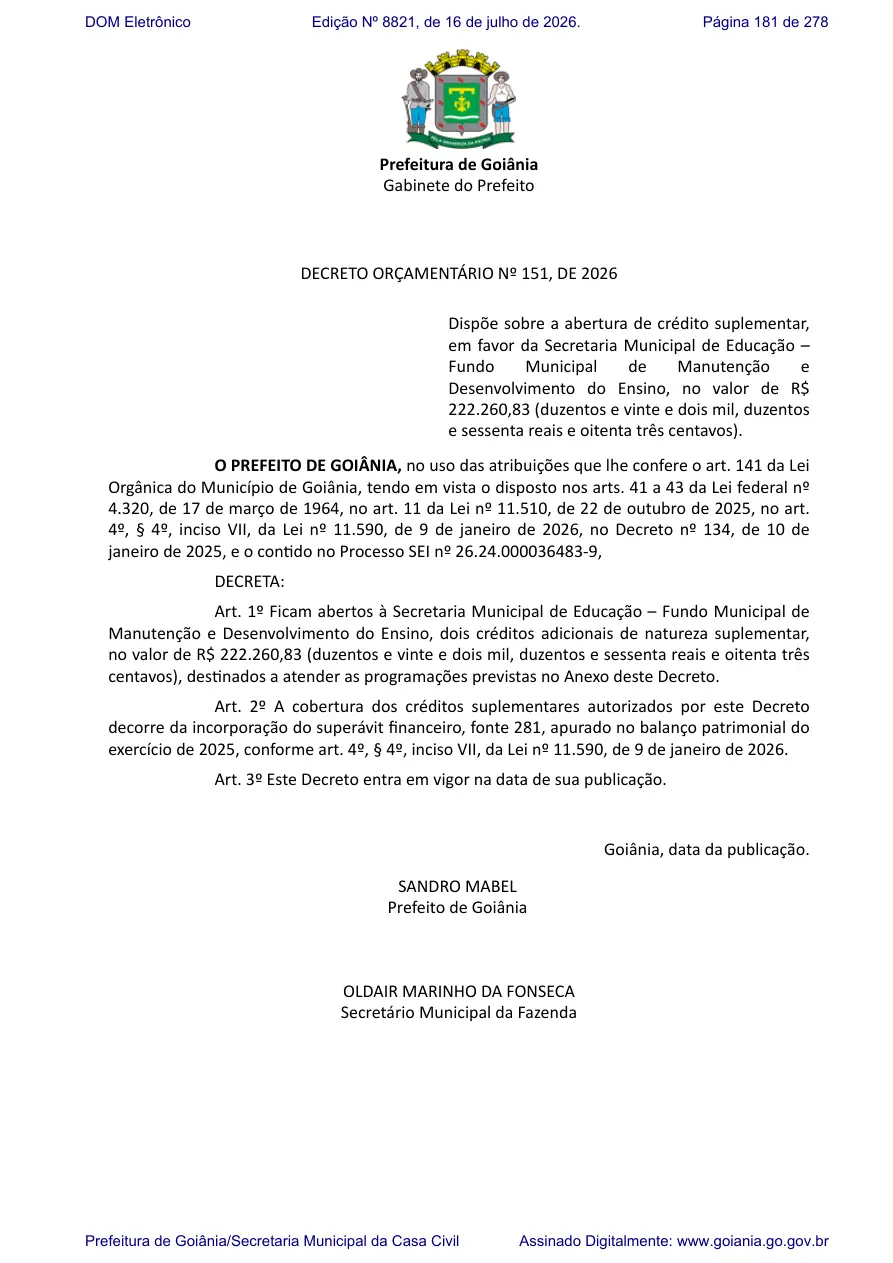 DOM Eletrônico Edição Nº 8821, de 16 de julho de 2026. Página 181 de 278
Prefeitura de Goiânia
Gabinete do Prefeito
DECRETO ORÇAMENTÁRIO Nº 151, DE 2026
Dispõe sobre a abertura de crédito suplementar,
em favor da Secretaria Municipal de Educação –
Fundo Municipal de Manutenção e
Desenvolvimento do Ensino, no valor de R$
222.260,83 (duzentos e vinte e dois mil, duzentos
e sessenta reais e oitenta três centavos).
O PREFEITO DE GOIÂNIA, no uso das atribuições que lhe confere o art. 141 da Lei
Orgânica do Município de Goiânia, tendo em vista o disposto nos arts. 41 a 43 da Lei federal nº
4.320, de 17 de março de 1964, no art. 11 da Lei nº 11.510, de 22 de outubro de 2025, no art.
4º, § 4º, inciso VII, da Lei nº 11.590, de 9 de janeiro de 2026, no Decreto nº 134, de 10 de
janeiro de 2025, e o contido no Processo SEI nº 26.24.000036483-9,
DECRETA:
Art. 1º Ficam abertos à Secretaria Municipal de Educação – Fundo Municipal de
Manutenção e Desenvolvimento do Ensino, dois créditos adicionais de natureza suplementar,
no valor de R$ 222.260,83 (duzentos e vinte e dois mil, duzentos e sessenta reais e oitenta três
centavos), destinados a atender as programações previstas no Anexo deste Decreto.
Art. 2º A cobertura dos créditos suplementares autorizados por este Decreto
decorre da incorporação do superávit financeiro, fonte 281, apurado no balanço patrimonial do
exercício de 2025, conforme art. 4º, § 4º, inciso VII, da Lei nº 11.590, de 9 de janeiro de 2026.
Art. 3º Este Decreto entra em vigor na data de sua publicação.
Goiânia, data da publicação.
SANDRO MABEL
Prefeito de Goiânia
OLDAIR MARINHO DA FONSECA
Secretário Municipal da Fazenda
Prefeitura de Goiânia/Secretaria Municipal da Casa Civil Assinado Digitalmente: www.goiania.go.gov.br